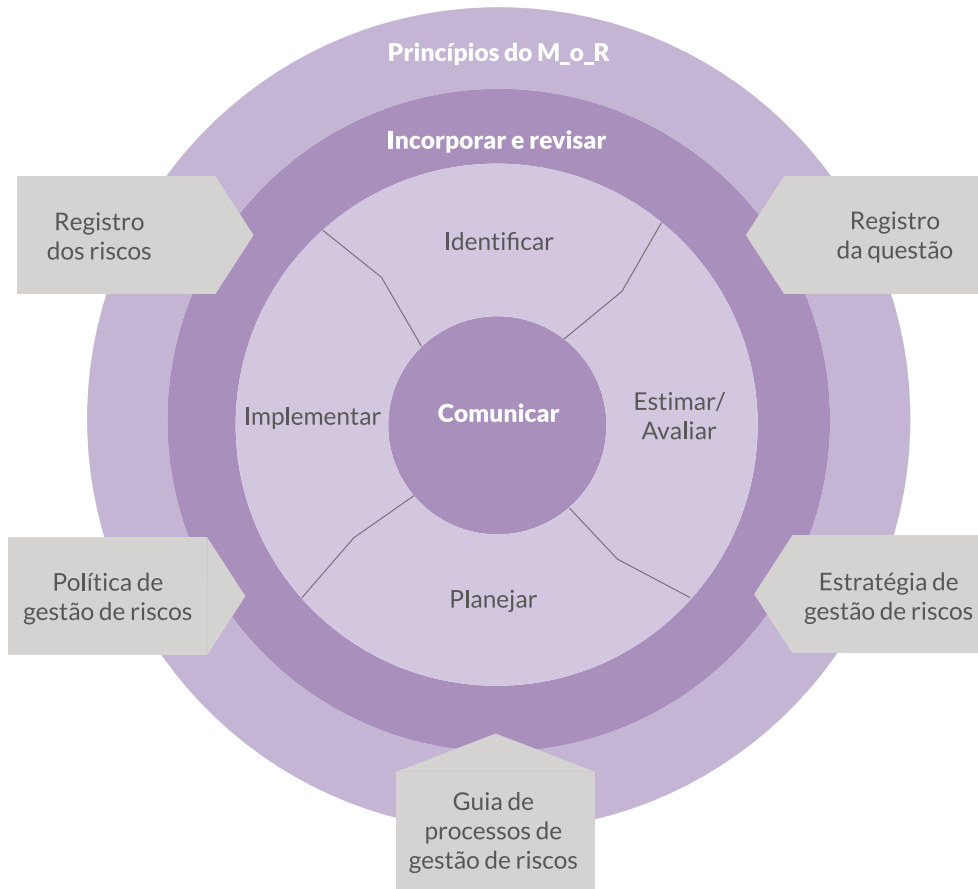 Princípios do M_o_R
Incorporar e revisar
Registro
dos riscos
Identificar
Registro
da questão
Implementar
Comunicar
Estimar/
Avaliar
Política de
gestão de riscos
Planejar
Estratégia de
gestão de riscos
Guia de
processos de
gestão de riscos